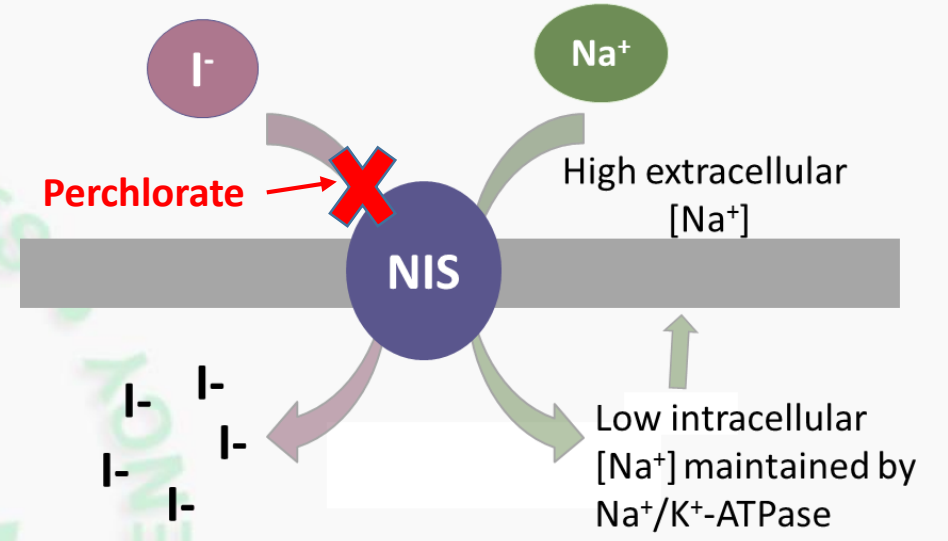 I-
Na+
Perchlorate
High extracellular
[Na+]
NIS
I-
I-
I-
I-
I-
Low intracellular
[Na+] maintained by
Na+/K+-ATPase